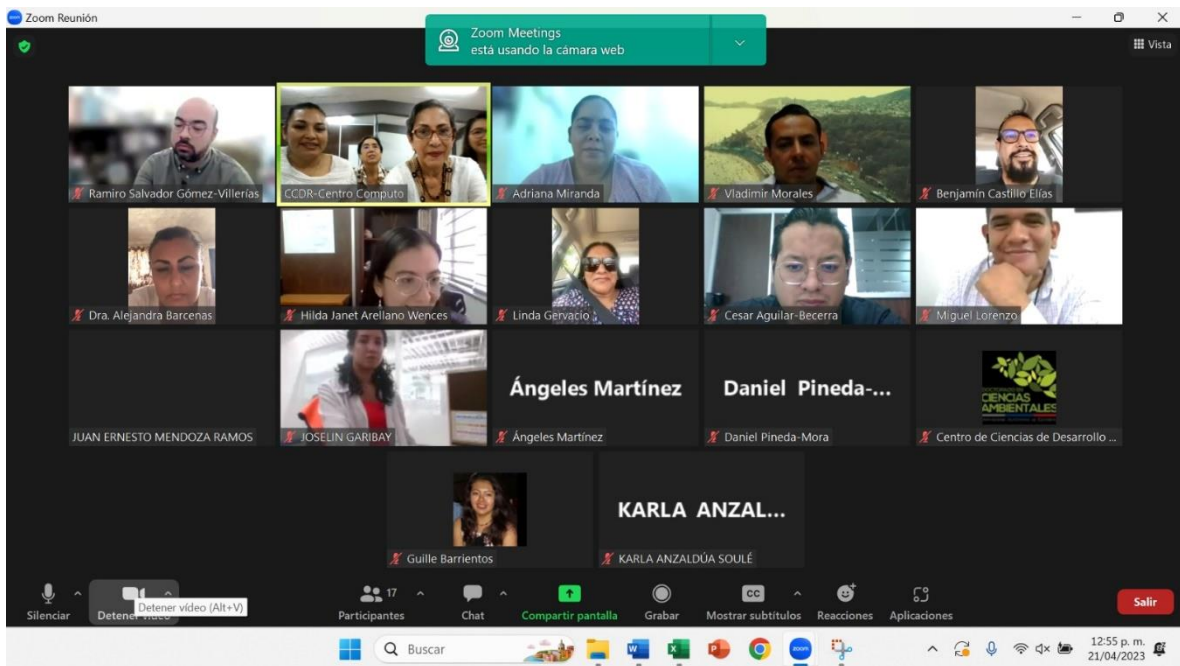 Zoom Reunión
Zoom Meetings
está usando la cámara web
Vista
Ramiro Salvador Gómez-Villerías
CCDR-Centro Computo
Adriana Miranda
Vladimir Morales
Benjamín Castillo Elías
Dra. Alejandra Barcenas
Hilda Janet Arellano Wences
Linda Gervacio
Cesar Aguilar-Becerra
Miguel Lorenzo
JUAN ERNESTO MENDOZA RAMOS
JOSELIN GARIBAY
Ángeles Martínez
Ángeles Martínez
Daniel Pineda-...
Daniel Pineda-Mora
CIENCIAS
AMBIENTALES
Centro de Ciencias de Desarrollo ...
Guille Barrientos
KARLA ANZAL...
KARLA ANZALDÚA SOULÉ
Silenciar
Detener vídeo
Detener vídeo (Alt+V)
17
Participantes
Chat
Compartir pantalla
Grabar
CC
Mostrar subtítulos
Reacciones
Aplicaciones
Salir
Buscar
zoom
12:55 p. m.
21/04/2023